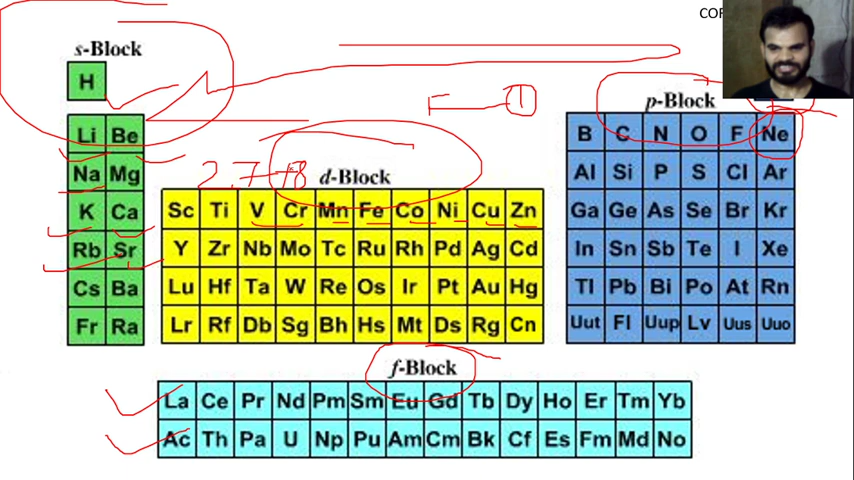 COR
s-Block
H
p-Block
F 1
Li Be
B C N O F Ne
2,7 +8
d-Block
Na Mg
Al Si P S Cl Ar
K Ca
Sc Ti V Cr Mn Fe Co Ni Cu Zn
Ga Ge As Se Br Kr
Rb Sr
Y Zr Nb Mo Tc Ru Rh Pd Ag Cd
In Sn Sb Te I Xe
Cs Ba
Lu Hf Ta W Re Os Ir Pt Au Hg
Tl Pb Bi Po At Rn
Fr Ra
Lr Rf Db Sg Bh Hs Mt Ds Rg Cn
Uut Fl Uup Lv Uus Uuo
f-Block
La Ce Pr Nd Pm Sm Eu Gd Tb Dy Ho Er Tm Yb
Ac Th Pa U Np Pu Am Cm Bk Cf Es Fm Md No